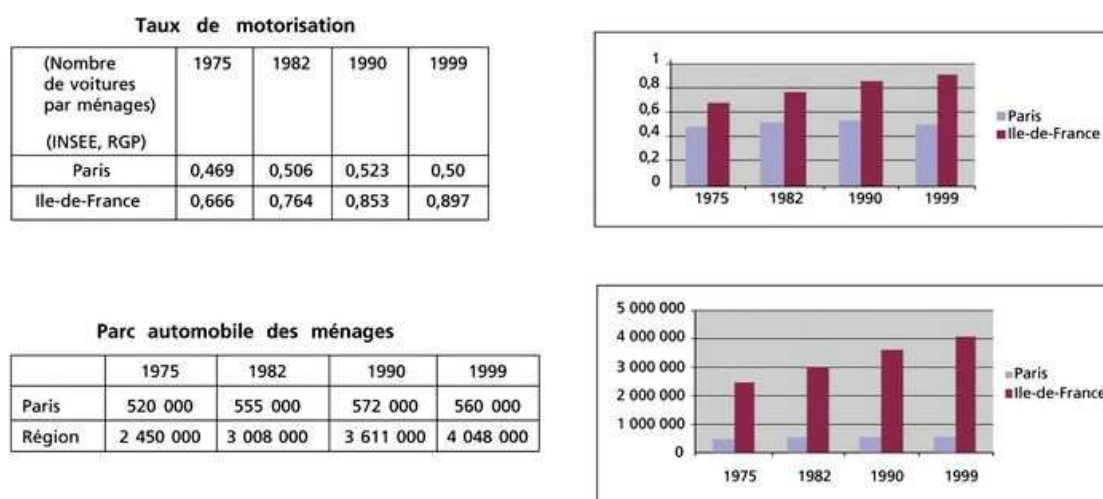 Taux de motorisation
(Nombre de voitures par ménages) (INSEE, RGP) 1975 1982 1990 1999
Paris 0,469 0,506 0,523 0,50
Ile-de-France 0,666 0,764 0,853 0,897
1
0,8
0,6
0,4
0,2
0
1975 1982 1990 1999
Paris
Ile-de-France
Parc automobile des ménages
1975 1982 1990 1999
Paris 520 000 555 000 572 000 560 000
Région 2 450 000 3 008 000 3 611 000 4 048 000
5 000 000
4 000 000
3 000 000
2 000 000
1 000 000
0
1975 1982 1990 1999
Paris
Ile-de-France